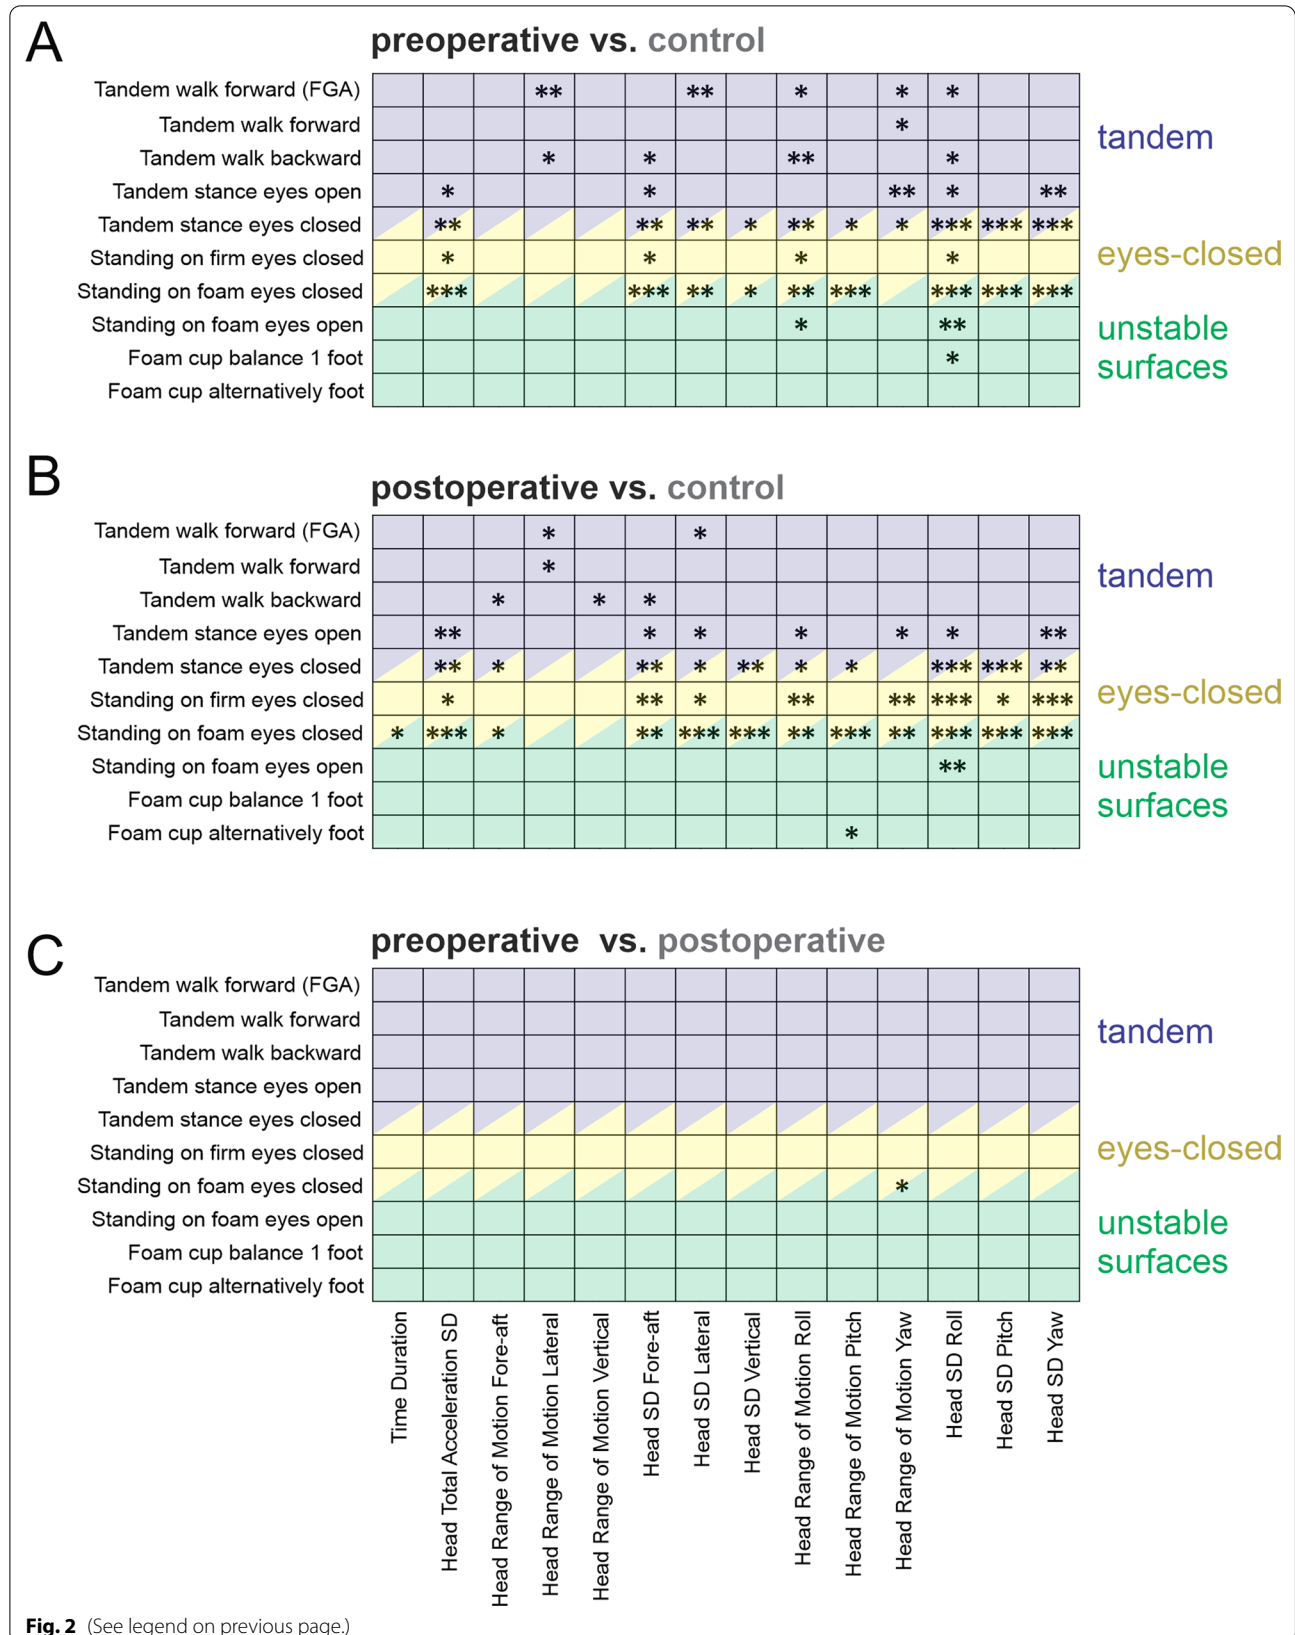 A
preoperative vs. control
Tandem walk forward (FGA) ** ** * * *
Tandem walk forward *
Tandem walk backward * * ** *
Tandem stance eyes open * * ** * **
Tandem stance eyes closed ** ** ** * ** * * *** *** ***
Standing on firm eyes closed * * * *
Standing on foam eyes closed *** *** ** * ** *** *** *** ***
Standing on foam eyes open * **
Foam cup balance 1 foot *
Foam cup alternatively foot
tandem
eyes-closed
unstable
surfaces
B
postoperative vs. control
Tandem walk forward (FGA) * *
Tandem walk forward *
Tandem walk backward * * *
Tandem stance eyes open ** * * * * * **
Tandem stance eyes closed ** * ** * ** * * *** *** **
Standing on firm eyes closed * ** * ** ** *** * ***
Standing on foam eyes closed * *** * ** *** *** ** *** ** *** *** ***
Standing on foam eyes open **
Foam cup balance 1 foot
Foam cup alternatively foot *
tandem
eyes-closed
unstable
surfaces
C
preoperative vs. postoperative
Tandem walk forward (FGA)
Tandem walk forward
Tandem walk backward
Tandem stance eyes open
Tandem stance eyes closed
Standing on firm eyes closed
Standing on foam eyes closed *
Standing on foam eyes open
Foam cup balance 1 foot
Foam cup alternatively foot
tandem
eyes-closed
unstable
surfaces
Time Duration
Head Total Acceleration SD
Head Range of Motion Fore-aft
Head Range of Motion Lateral
Head Range of Motion Vertical
Head SD Fore-aft
Head SD Lateral
Head SD Vertical
Head Range of Motion Roll
Head Range of Motion Pitch
Head Range of Motion Yaw
Head SD Roll
Head SD Pitch
Head SD Yaw
Fig. 2 (See legend on previous page.)